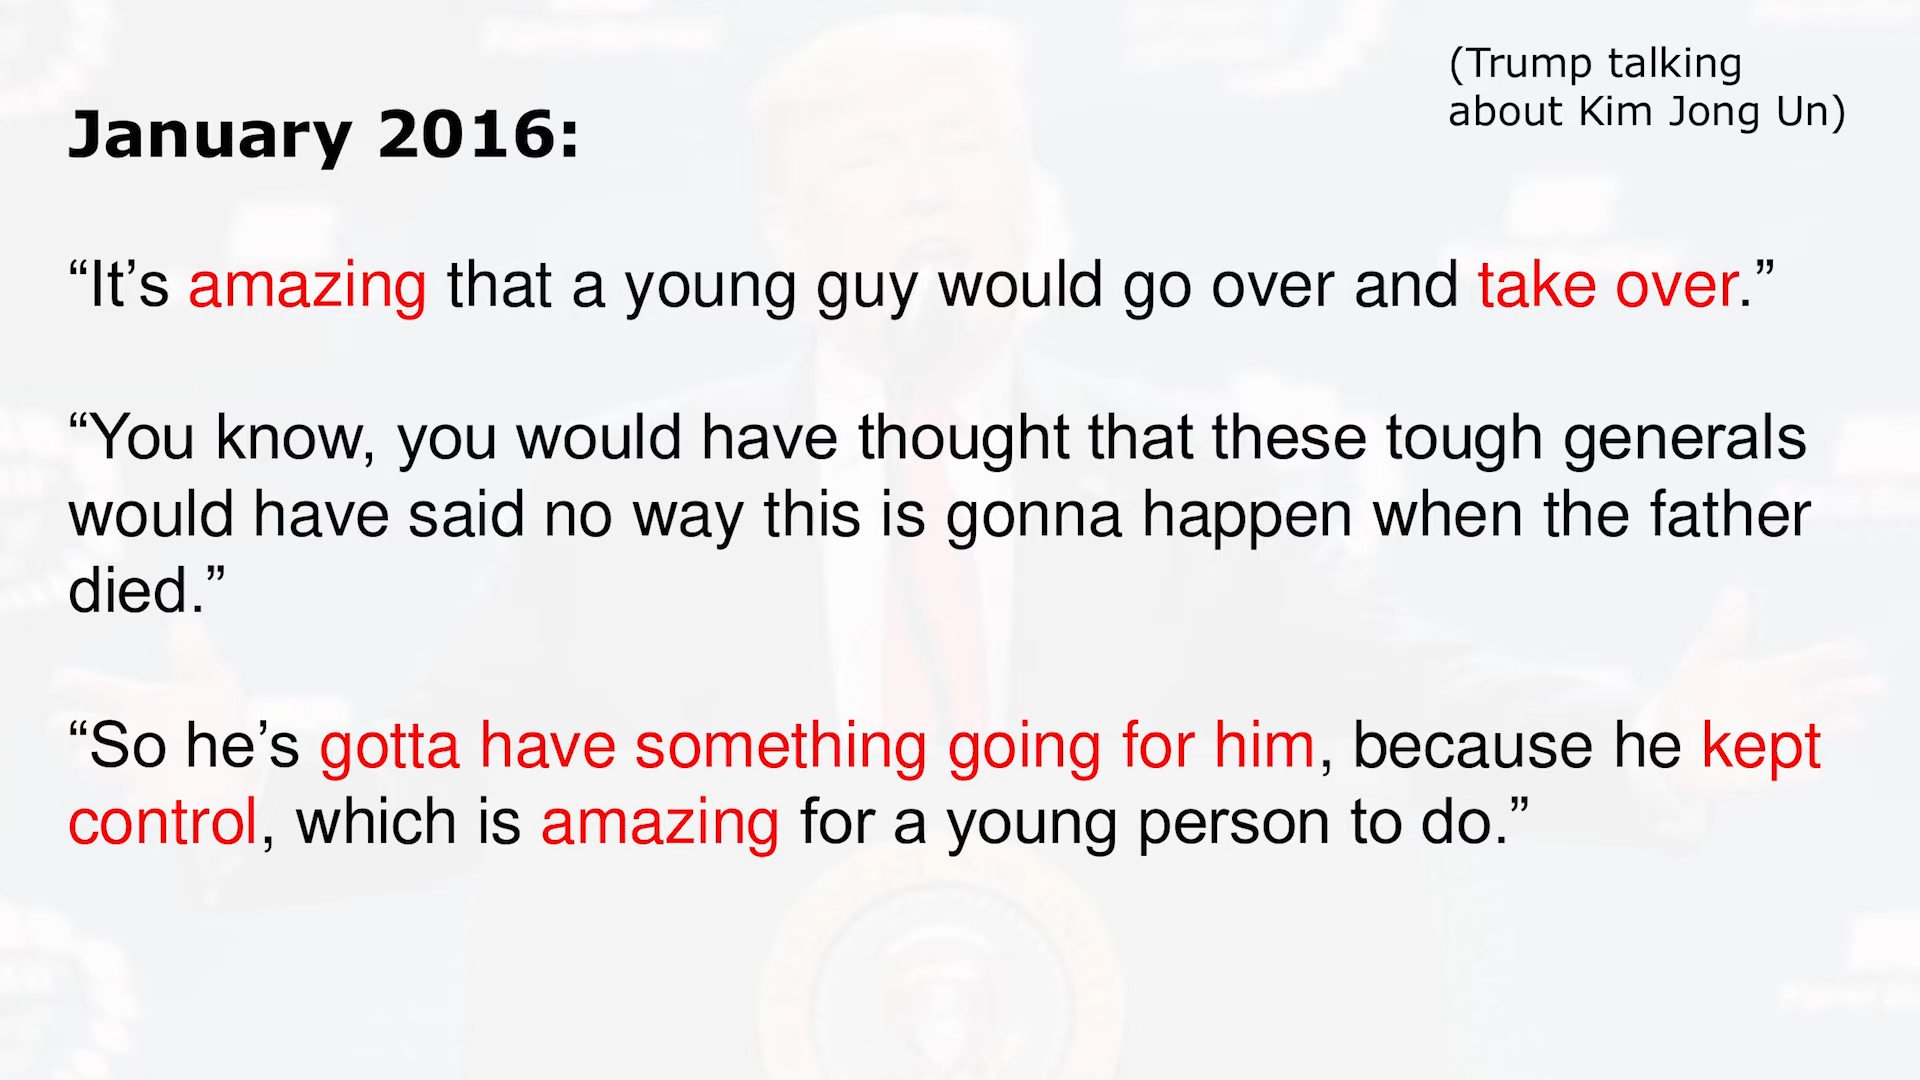 (Trump talking
about Kim Jong Un)
January 2016:
“It’s amazing that a young guy would go over and take over.”
“You know, you would have thought that these tough generals
would have said no way this is gonna happen when the father
died.”
“So he’s gotta have something going for him, because he kept
control, which is amazing for a young person to do.”